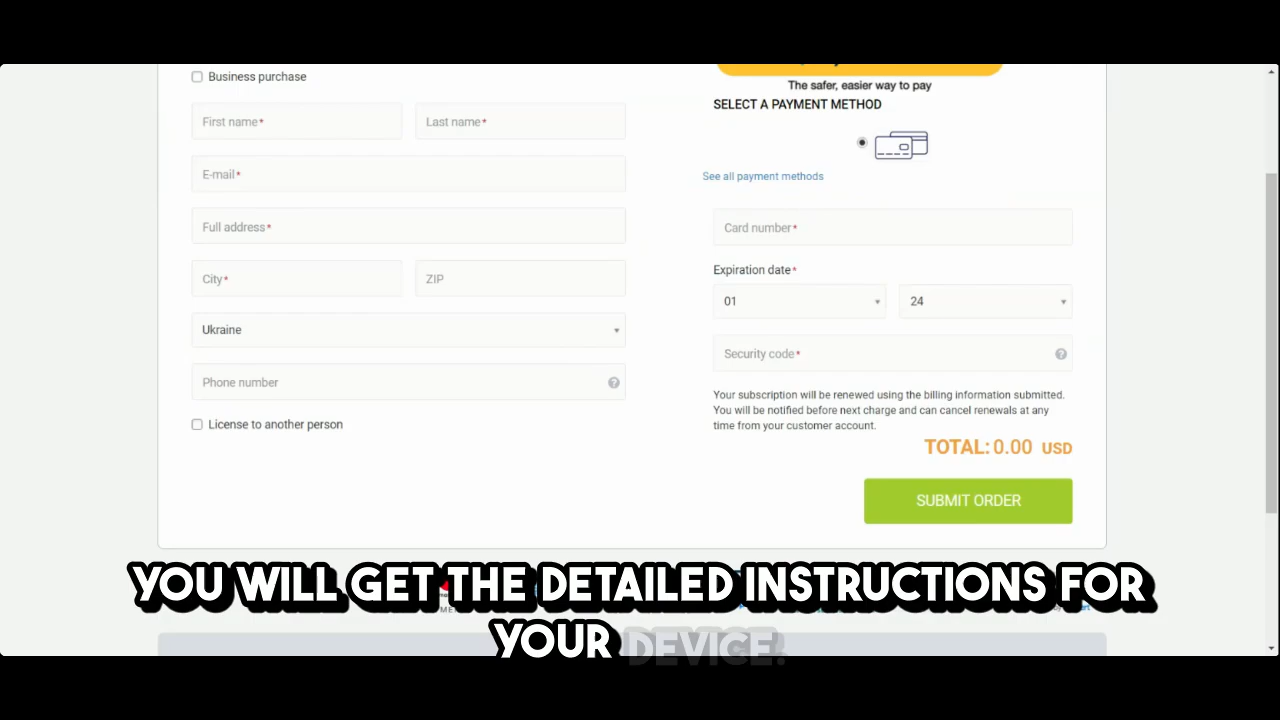 Business purchase
First name*
Last name*
E-mail*
Full address*
City*
ZIP
Ukraine
Phone number
License to another person
The safer, easier way to pay
SELECT A PAYMENT METHOD
See all payment methods
Card number*
Expiration date*
01
24
Security code*
Your subscription will be renewed using the billing information submitted.
You will be notified before next charge and can cancel renewals at any
time from your customer account.
TOTAL: 0.00 USD
SUBMIT ORDER
YOU WILL GET THE DETAILED INSTRUCTIONS FOR
YOUR DEVICE.